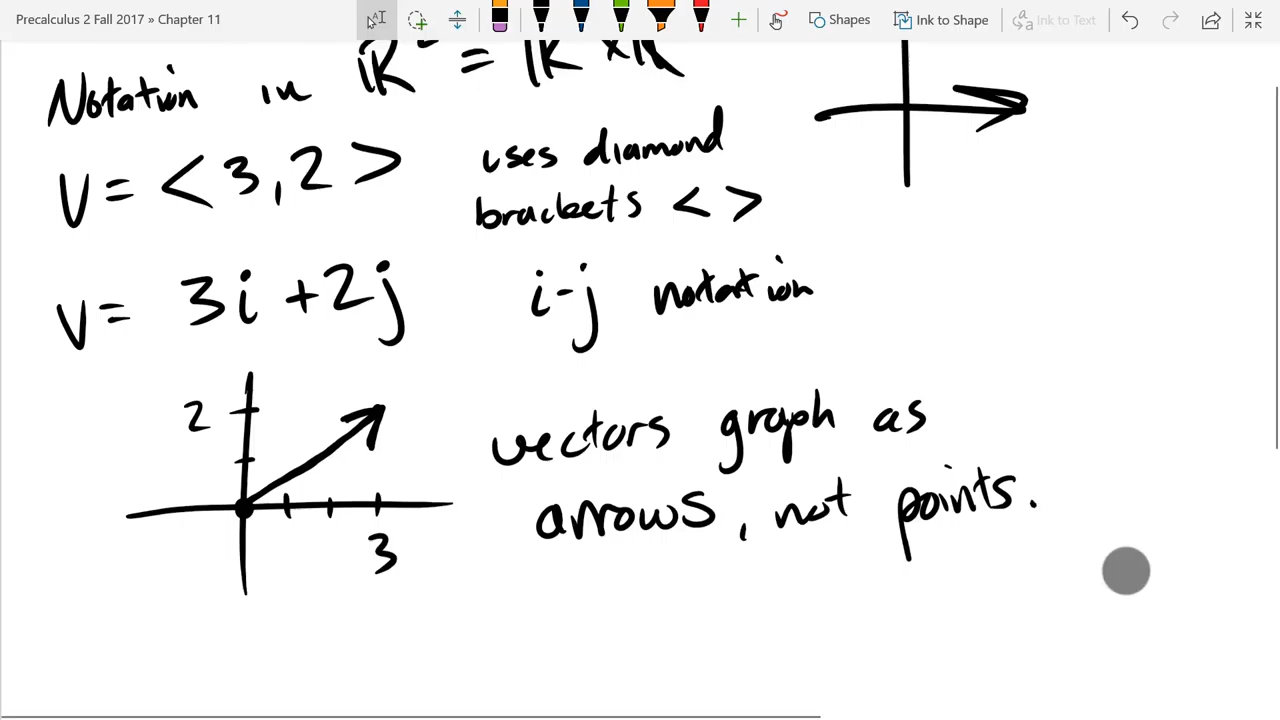 Precalculus 2 Fall 2017 » Chapter 11
Shapes
Ink to Shape
Ink to Text
Notation in ℝ² = ℝ × ℝ
V = <3, 2>
uses diamond
brackets < >
v = 3i + 2j
i-j notation
2
3
vectors graph as
arrows, not points.